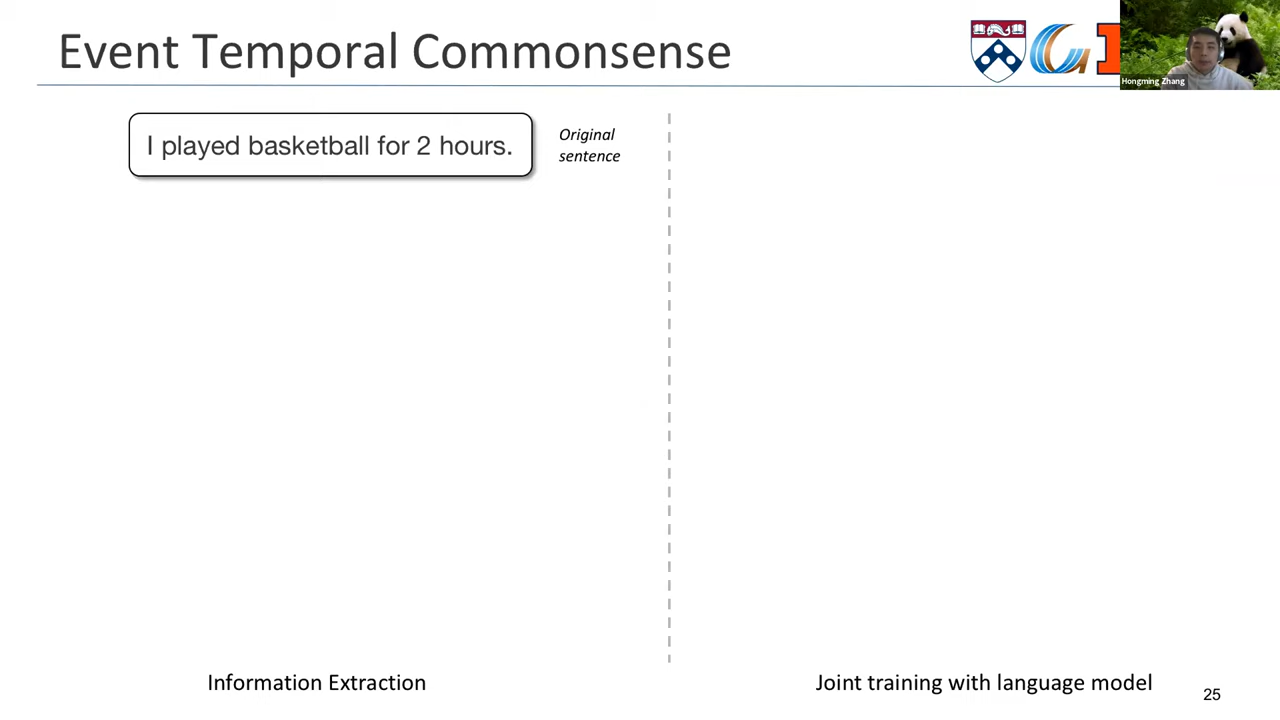 Event Temporal Commonsense
Hongming Zhang
I played basketball for 2 hours.
Original
sentence
Information Extraction
Joint training with language model
25